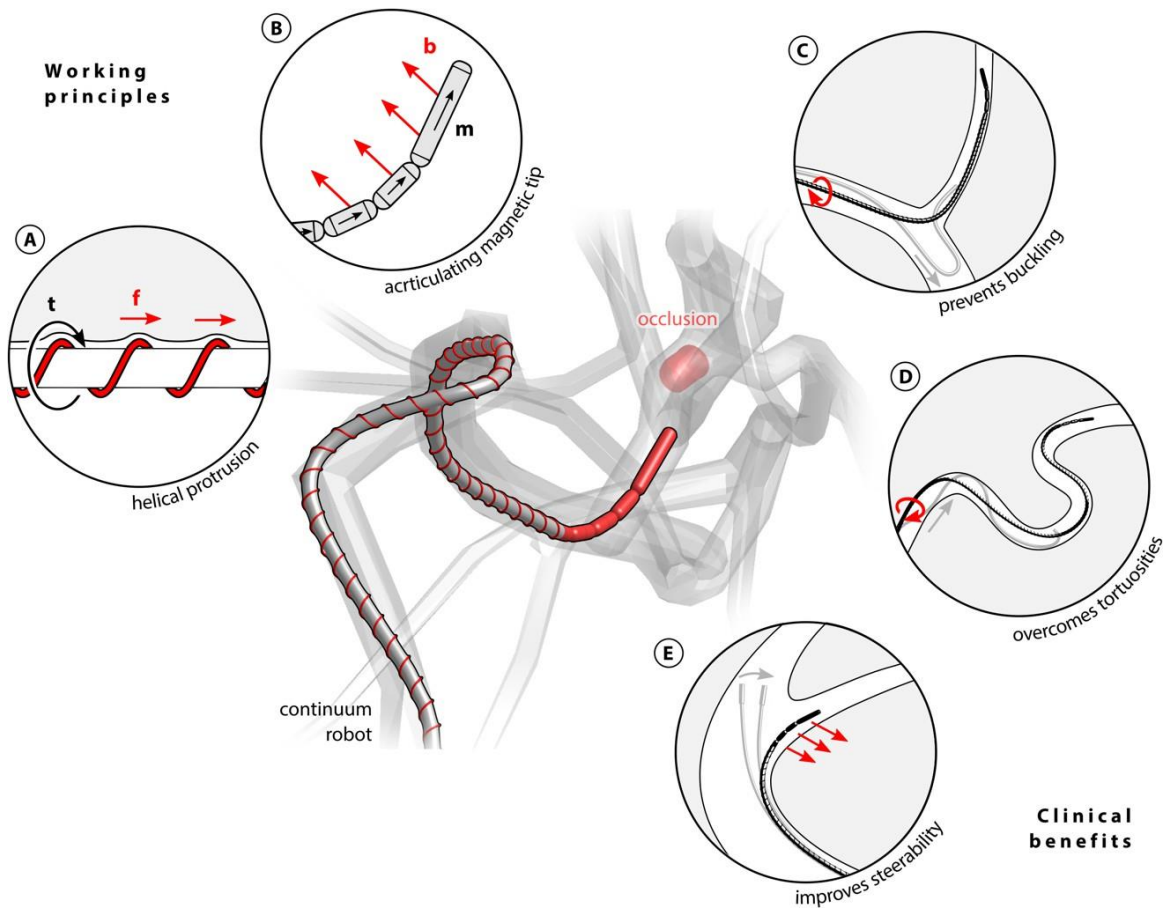 Working
principles
A
t
f
helical protrusion
B
b
m
acrticulating magnetic tip
C
prevents buckling
occlusion
D
overcomes tortuosities
continuum
robot
E
improves steerability
Clinical
benefits